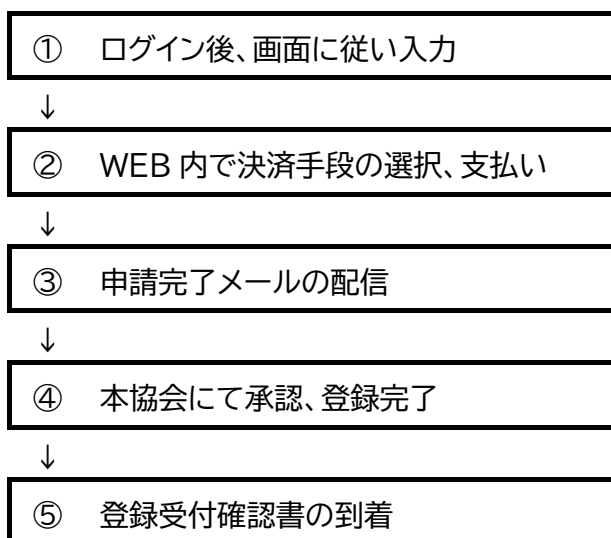 ① ログイン後、画面に従い入力
↓
② WEB 内で決済手段の選択、支払い
↓
③ 申請完了メールの配信
↓
④ 本協会にて承認、登録完了
↓
⑤ 登録受付確認書の到着